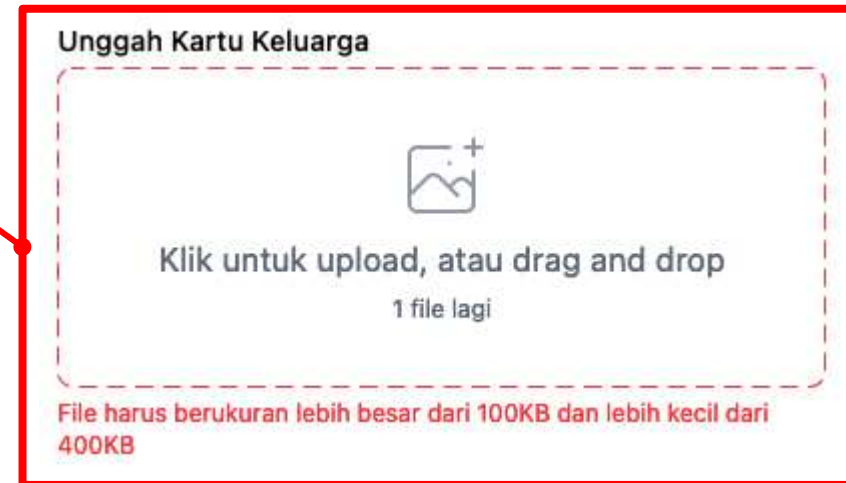 Unggah Kartu Keluarga
Klik untuk upload, atau drag and drop
1 file lagi
File harus berukuran lebih besar dari 100KB dan lebih kecil dari
400KB